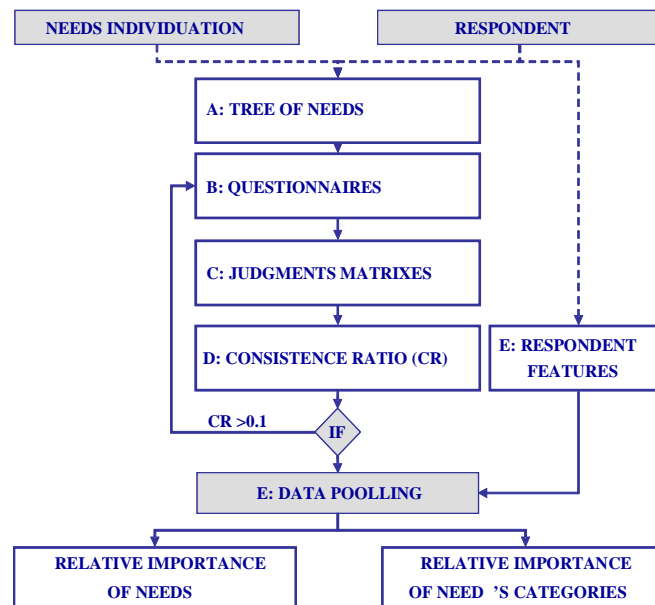 NEEDS INDIVIDUATION
RESPONDENT
A: TREE OF NEEDS
B: QUESTIONNAIRES
C: JUDGMENTS MATRIXES
D: CONSISTENCE RATIO (CR)
E: RESPONDENT
FEATURES
CR >0.1
IF
E: DATA POOLLING
RELATIVE IMPORTANCE
OF NEEDS
RELATIVE IMPORTANCE
OF NEED ’S CATEGORIES